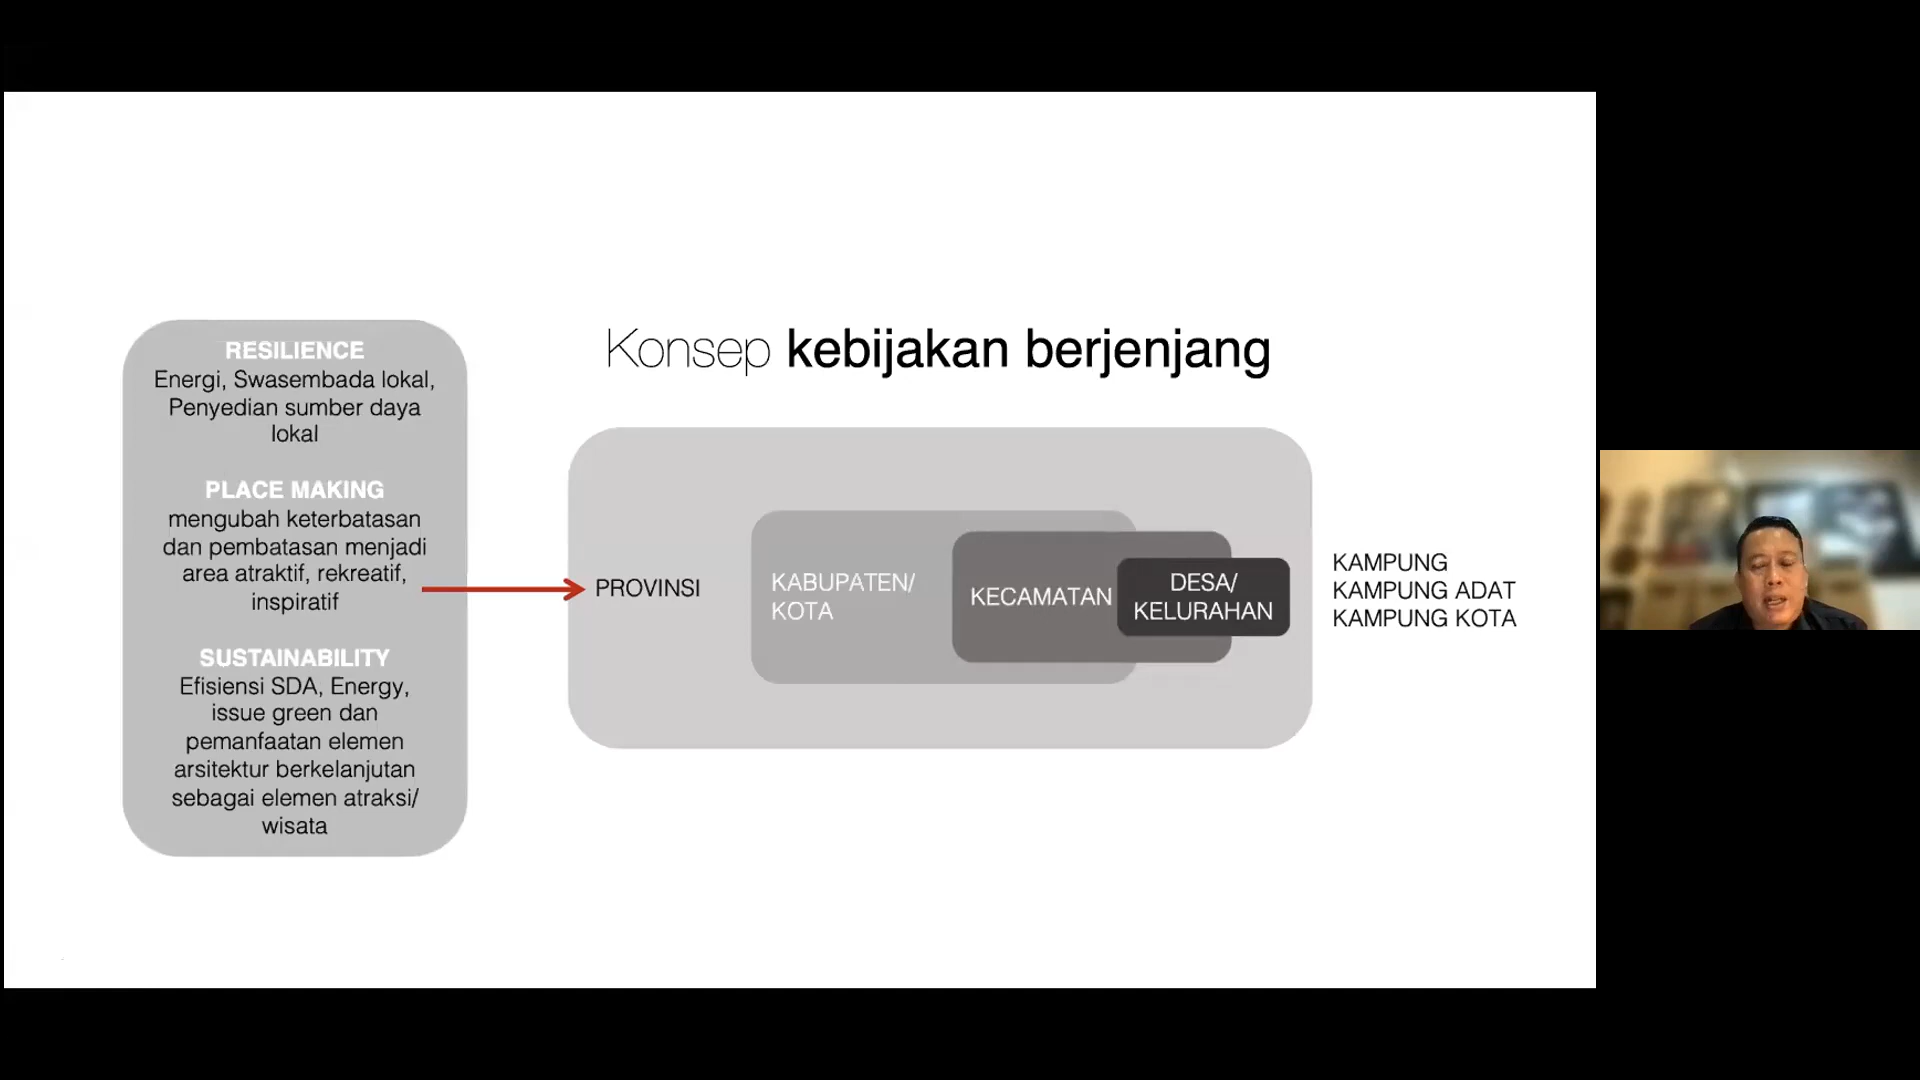 RESILIENCE
Energi, Swasembada lokal,
Penyedian sumber daya
lokal
PLACE MAKING
mengubah keterbatasan
dan pembatasan menjadi
area atraktif, rekreatif,
inspiratif
SUSTAINABILITY
Efisiensi SDA, Energy,
issue green dan
pemanfaatan elemen
arsitektur berkelanjutan
sebagai elemen atraksi/
wisata
Konsep kebijakan berjenjang
PROVINSI
KABUPATEN/
KOTA
KECAMATAN
DESA/
KELURAHAN
KAMPUNG
KAMPUNG ADAT
KAMPUNG KOTA